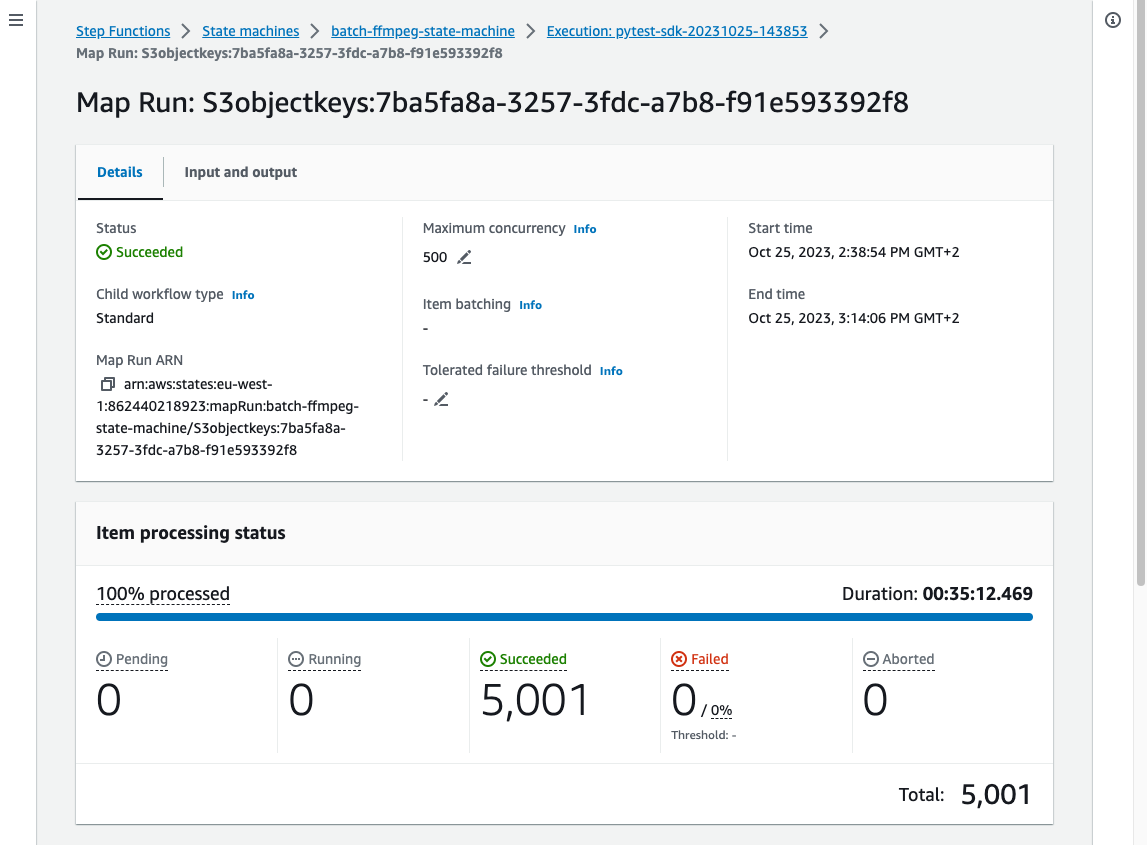 Step Functions > State machines > batch-ffmpeg-state-machine > Execution: pytest-sdk-20231025-143853 >
Map Run: S3objectkeys:7ba5fa8a-3257-3fdc-a7b8-f91e593392f8
Map Run: S3objectkeys:7ba5fa8a-3257-3fdc-a7b8-f91e593392f8
Details
Input and output
Status
Succeeded
Child workflow type Info
Standard
Map Run ARN
arn:aws:states:eu-west-
1:862440218923:mapRun:batch-ffmpeg-
state-machine/S3objectkeys:7ba5fa8a-
3257-3fdc-a7b8-f91e593392f8
Maximum concurrency Info
500
Item batching Info
-
Tolerated failure threshold Info
-
Start time
Oct 25, 2023, 2:38:54 PM GMT+2
End time
Oct 25, 2023, 3:14:06 PM GMT+2
Item processing status
100% processed
Duration: 00:35:12.469
Pending
0
Running
0
Succeeded
5,001
Failed
0 / 0%
Threshold: -
Aborted
0
Total: 5,001